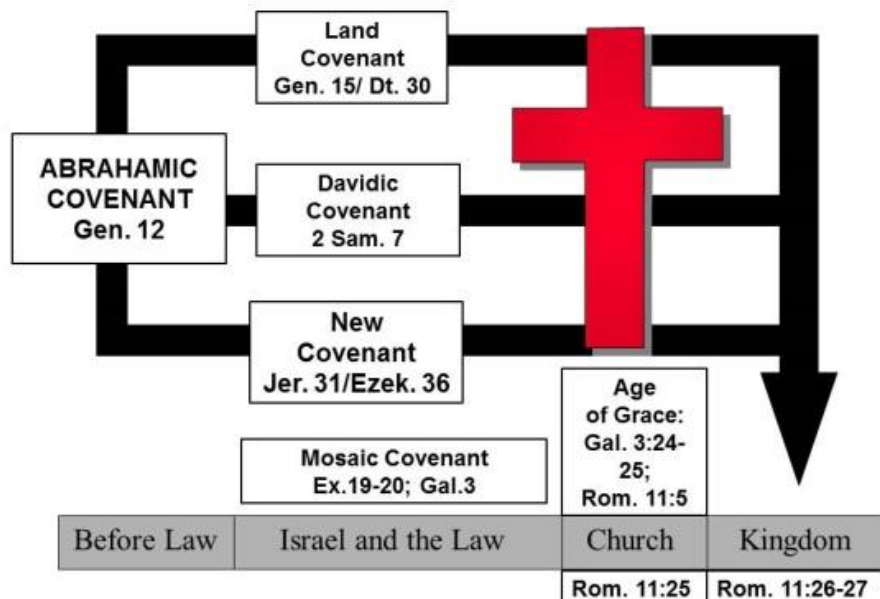 Land
Covenant
Gen. 15/ Dt. 30
ABRAHAMIC
COVENANT
Gen. 12
Davidic
Covenant
2 Sam. 7
New
Covenant
Jer. 31/Ezek. 36
Mosaic Covenant
Ex.19-20; Gal.3
Age
of Grace:
Gal. 3:24-
25;
Rom. 11:5
Before Law
Israel and the Law
Church
Kingdom
Rom. 11:25
Rom. 11:26-27